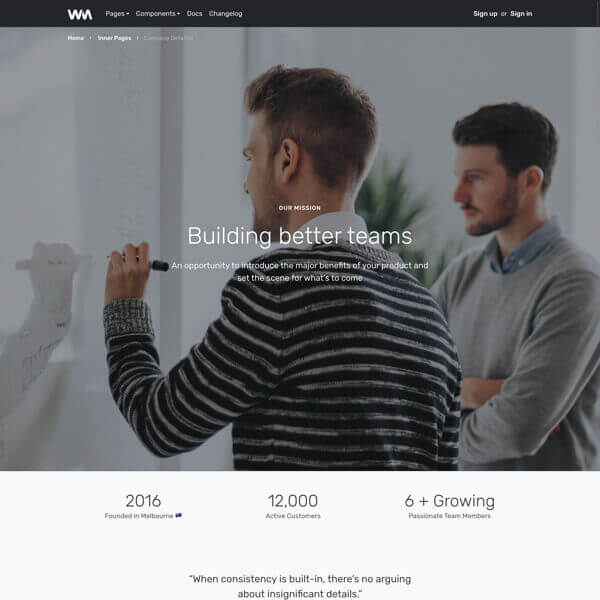 WM
Pages Components Docs Changelog
Sign up or Sign in
Home Inner Pages Company Detailed
OUR MISSION
Building better teams
An opportunity to introduce the major benefits of your product and
set the scene for what's to come
2016
12,000
6 + Growing
Founded in Melbourne
Active Customers
Passionate Team Members
“When consistency is built-in, there’s no arguing
about insignificant details.”